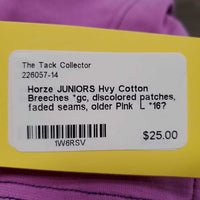 The Tack Collector
226057-14
Horze JUNIORS Hvy Cotton
Breeches *gc, discolored patches,
faded seams, older Pink L *16?
1W6RSV
$25.00